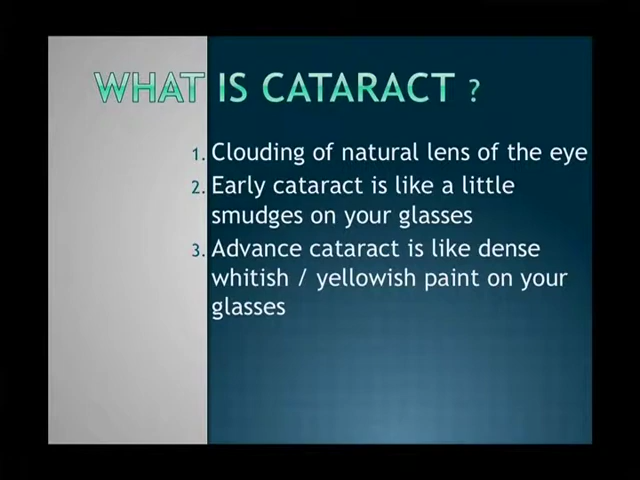 WHAT IS CATARACT ?
1. Clouding of natural lens of the eye
2. Early cataract is like a little
smudges on your glasses
3. Advance cataract is like dense
whitish / yellowish paint on your
glasses